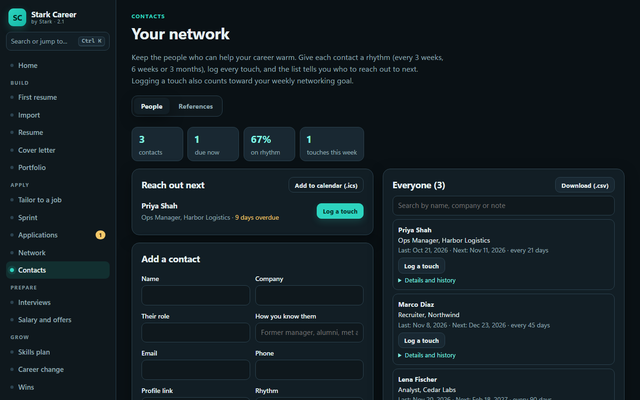 SC
Stark Career
by Stark · 2.1
Search or jump to... Ctrl K
Home
BUILD
First resume
Import
Resume
Cover letter
Portfolio
APPLY
Tailor to a job
Sprint
Applications 1
Network
Contacts
PREPARE
Interviews
Salary and offers
GROW
Skills plan
Career change
Wins
CONTACTS
Your network
Keep the people who can help your career warm. Give each contact a rhythm (every 3 weeks,
6 weeks or 3 months), log every touch, and the list tells you who to reach out to next.
Logging a touch also counts toward your weekly networking goal.
People References
3
contacts
1
due now
67%
on rhythm
1
touches this week
Reach out next
Add to calendar (.ics)
Priya Shah
Ops Manager, Harbor Logistics · 9 days overdue
Log a touch
Add a contact
Name
Company
Their role
How you know them
Former manager, alumni, met a
Email
Phone
Profile link
Rhythm
Everyone (3)
Download (.csv)
Search by name, company or note
Priya Shah
Ops Manager, Harbor Logistics
Last: Oct 21, 2026 · Next: Nov 11, 2026 · every 21 days
Log a touch
▶ Details and history
Marco Diaz
Recruiter, Northwind
Last: Nov 8, 2026 · Next: Dec 23, 2026 · every 45 days
Log a touch
▶ Details and history
Lena Fischer
Analyst, Cedar Labs